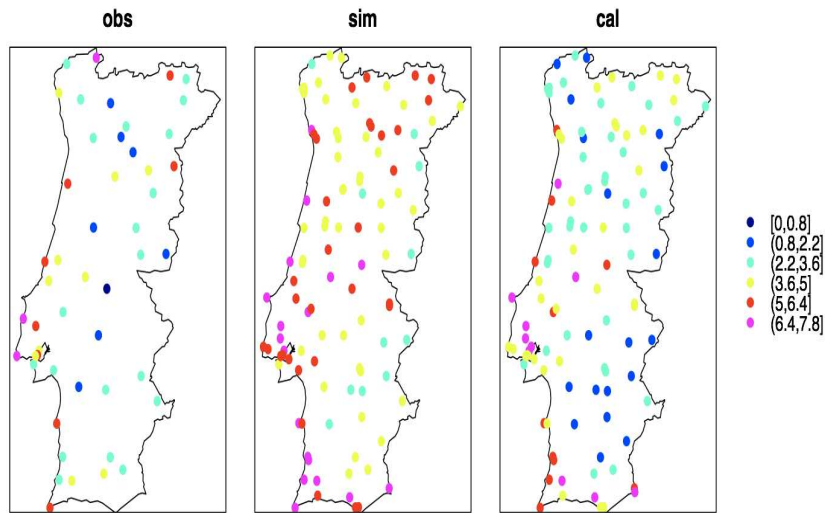 obs
sim
cal
[0,0.8]
(0.8,2.2]
(2.2,3.6]
(3.6,5]
(5,6.4]
(6.4,7.8]